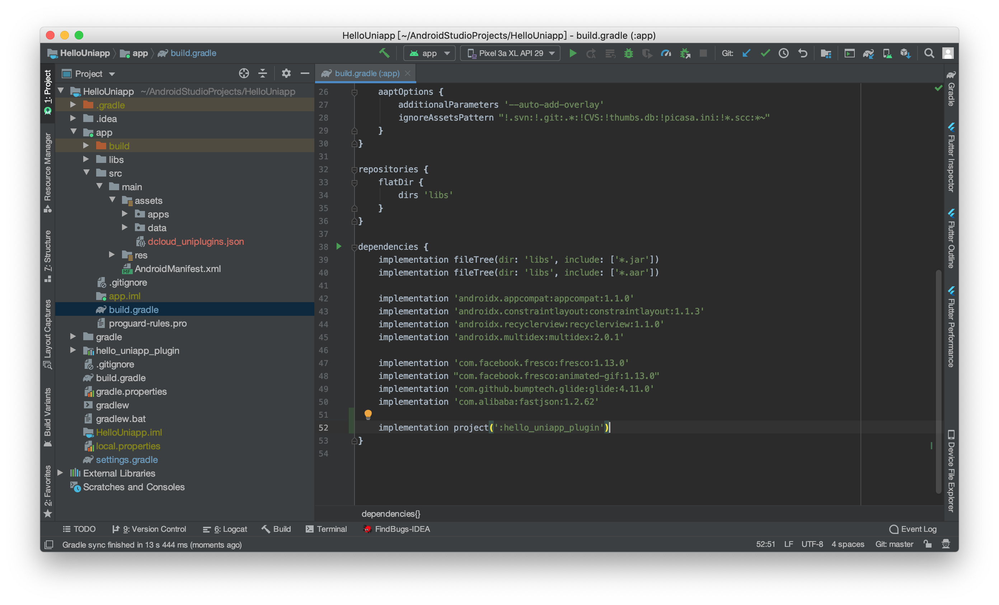 HelloUniapp [~/AndroidStudioProjects/HelloUniapp] - build.gradle (:app)
HelloUniapp app build.gradle
app Pixel 3a XL API 29 Git:
Project
build.gradle (:app)
1: Project
Resource Manager
7: Structure
Layout Captures
Build Variants
2: Favorites
HelloUniapp ~/AndroidStudioProjects/HelloUniapp
.gradle
.idea
app
build
libs
src
main
assets
apps
data
dcloud_uniplugins.json
res
MF AndroidManifest.xml
.gitignore
app.iml
build.gradle
proguard-rules.pro
gradle
hello_uniapp_plugin
.gitignore
build.gradle
gradle.properties
gradlew
gradlew.bat
HelloUniapp.iml
local.properties
settings.gradle
External Libraries
Scratches and Consoles
26 aaptOptions {
27 additionalParameters '--auto-add-overlay'
28 ignoreAssetsPattern "!.svn:!.git:.*:!CVS:!thumbs.db:!picasa.ini:!*.scc:*~"
29 }
30 }
31
32 repositories {
33 flatDir {
34 dirs 'libs'
35 }
36 }
37
38 dependencies {
39 implementation fileTree(dir: 'libs', include: ['*.jar'])
40 implementation fileTree(dir: 'libs', include: ['*.aar'])
41
42 implementation 'androidx.appcompat:appcompat:1.1.0'
43 implementation 'androidx.constraintlayout:constraintlayout:1.1.3'
44 implementation 'androidx.recyclerview:recyclerview:1.1.0'
45 implementation 'androidx.multidex:multidex:2.0.1'
46
47 implementation 'com.facebook.fresco:fresco:1.13.0'
48 implementation "com.facebook.fresco:animated-gif:1.13.0"
49 implementation 'com.github.bumptech.glide:glide:4.11.0'
50 implementation 'com.alibaba:fastjson:1.2.62'
51
52 implementation project(':hello_uniapp_plugin')
53 }
54
dependencies{}
Gradle
Flutter Inspector
Flutter Outline
Flutter Performance
Device File Explorer
TODO 9: Version Control 6: Logcat Build Terminal FindBugs-IDEA Event Log
Gradle sync finished in 13 s 444 ms (moments ago) 52:51 LF UTF-8 4 spaces Git: master